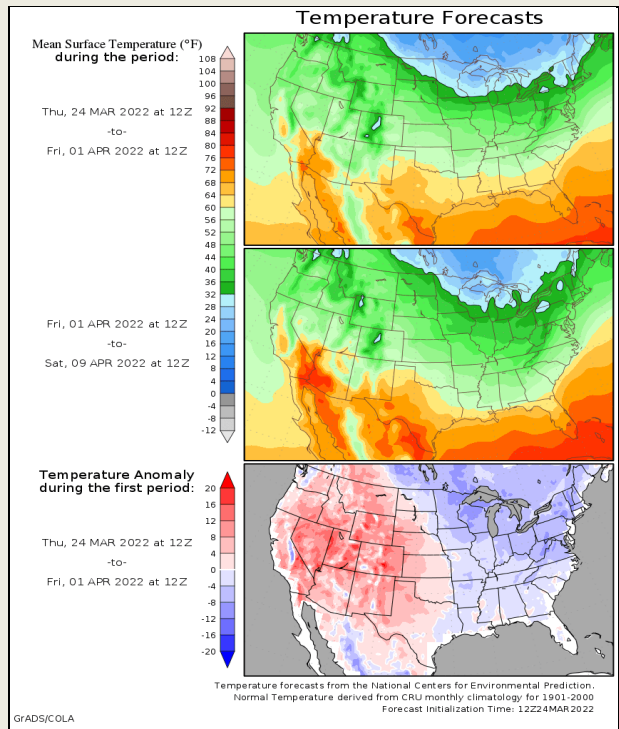 Temperature Forecasts
Mean Surface Temperature (°F)
during the period:
108
104
100
96
92
88
84
80
76
72
68
64
60
56
52
48
44
40
36
32
28
24
20
16
12
8
4
0
-4
-8
-12
Thu, 24 MAR 2022 at 12Z
-to-
Fri, 01 APR 2022 at 12Z
Fri, 01 APR 2022 at 12Z
-to-
Sat, 09 APR 2022 at 12Z
Temperature Anomaly
during the first period:
20
16
12
8
4
0
-4
-8
-12
-16
-20
Thu, 24 MAR 2022 at 12Z
-to-
Fri, 01 APR 2022 at 12Z
Temperature forecasts from the National Centers for Environmental Prediction.
Normal Temperature derived from CRU monthly climatology for 1901-2000
Forecast Initialization Time: 12Z24MAR2022
GrADS/COLA